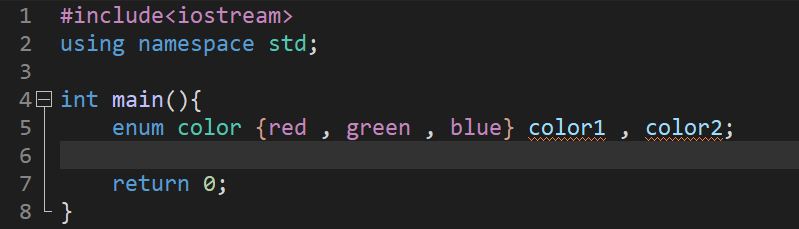 1 #include<iostream>
2 using namespace std;
3
4 int main(){
5 enum color {red , green , blue} color1 , color2;
6
7 return 0;
8 }